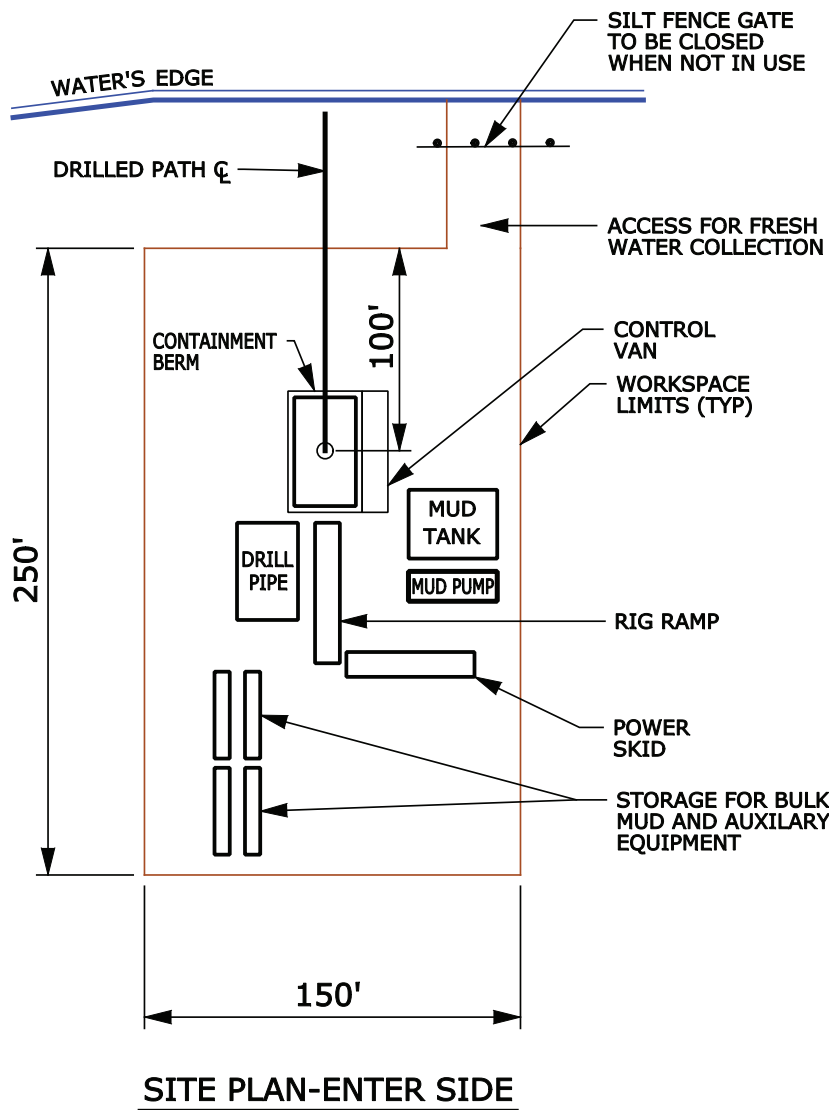 SILT FENCE GATE
TO BE CLOSED
WHEN NOT IN USE
WATER'S EDGE
DRILLED PATH ℄
ACCESS FOR FRESH
WATER COLLECTION
100'
CONTAINMENT
BERM
CONTROL
VAN
WORKSPACE
LIMITS (TYP)
MUD
TANK
250'
DRILL
PIPE
MUD PUMP
RIG RAMP
POWER
SKID
STORAGE FOR BULK
MUD AND AUXILARY
EQUIPMENT
150'
SITE PLAN-ENTER SIDE